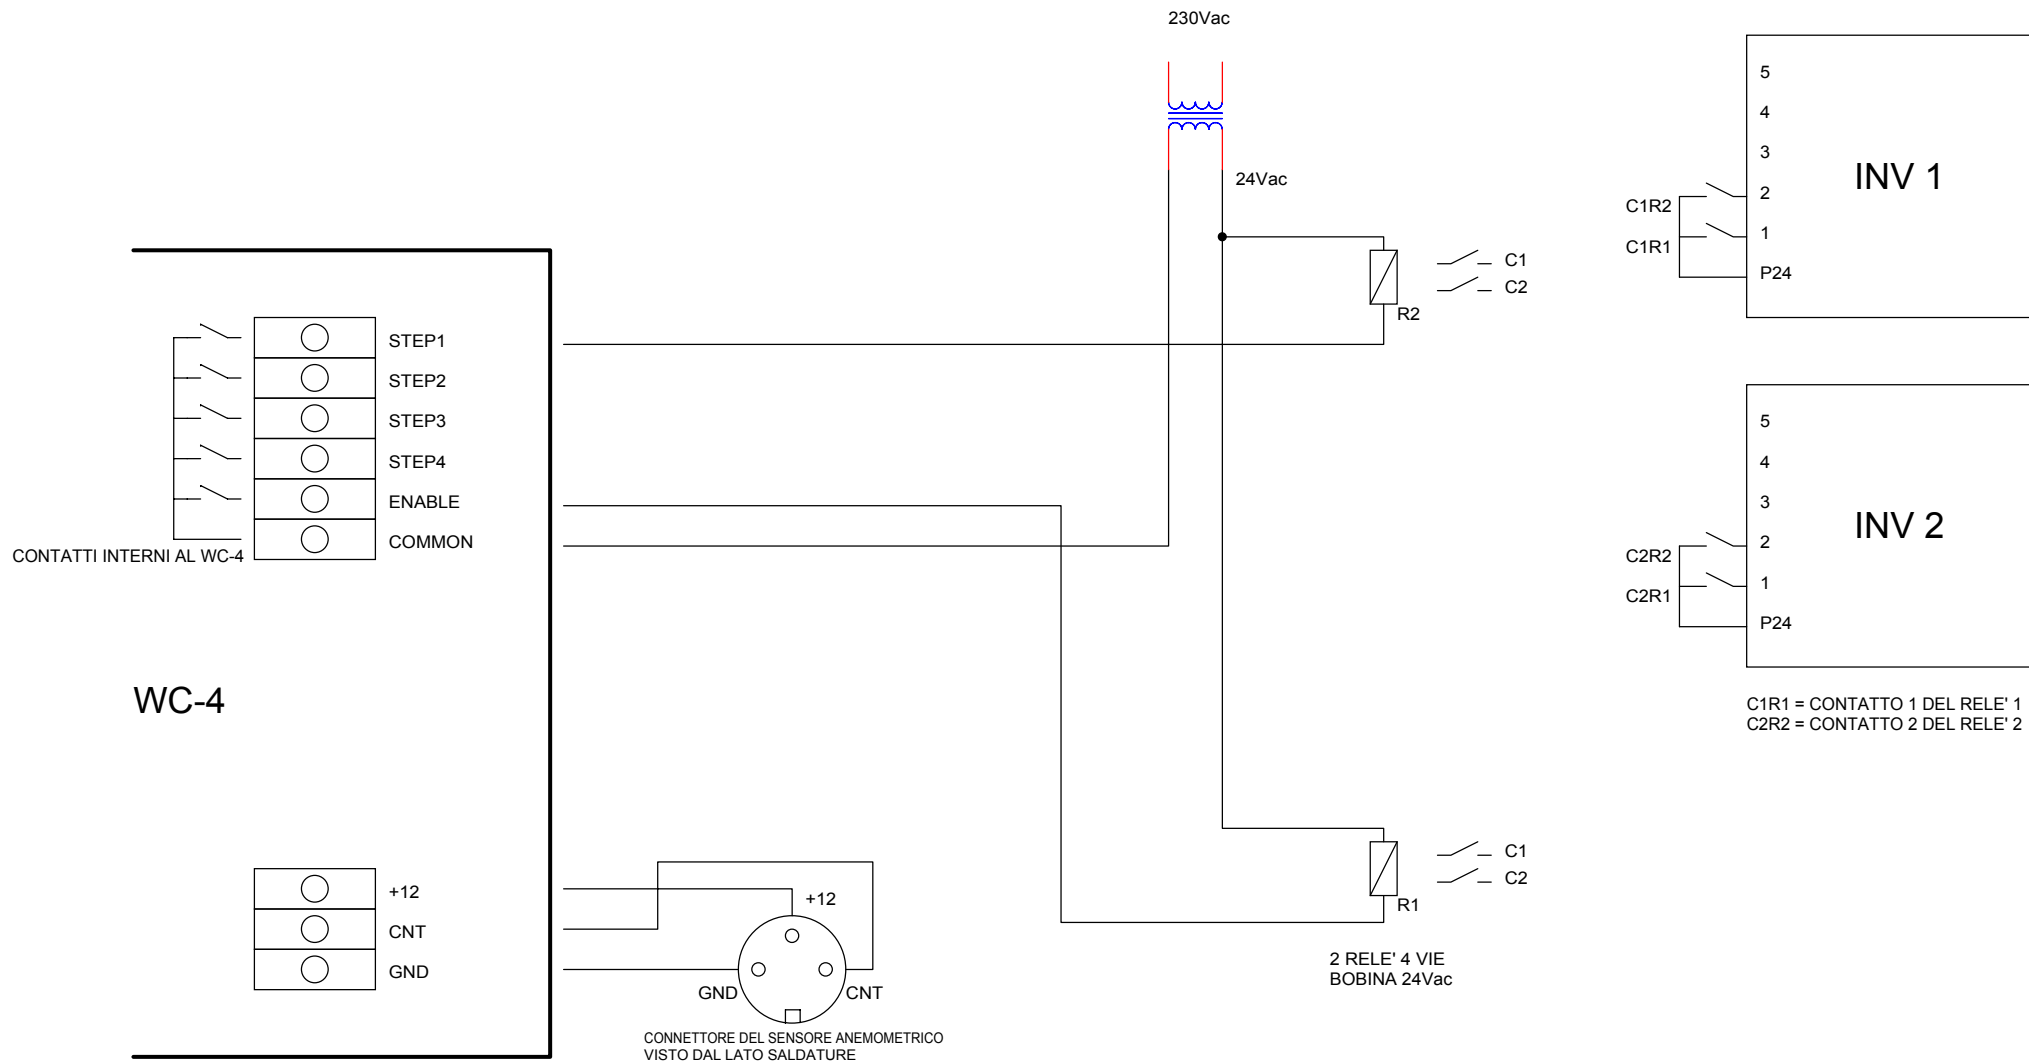 230Vac
24Vac
STEP1
STEP2
STEP3
STEP4
ENABLE
COMMON
CONTATTI INTERNI AL WC-4
WC-4
+12
CNT
GND
+12
GND
CNT
CONNETTORE DEL SENSORE ANEMOMETRICO
VISTO DAL LATO SALDATURE
C1
C2
R2
C1
C2
R1
2 RELE' 4 VIE
BOBINA 24Vac
5
4
3
2
1
P24
INV 1
C1R2
C1R1
5
4
3
2
1
P24
INV 2
C2R2
C2R1
C1R1 = CONTATTO 1 DEL RELE' 1
C2R2 = CONTATTO 2 DEL RELE' 2